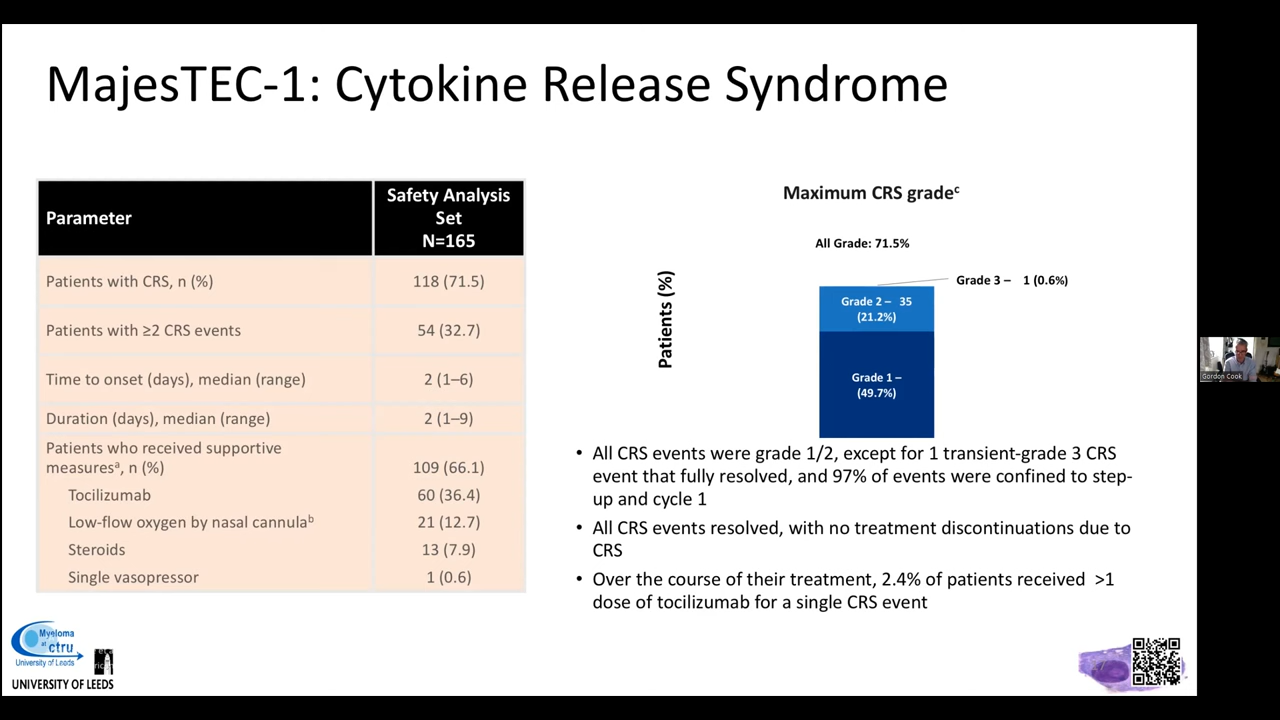 MajesTEC-1: Cytokine Release Syndrome
Parameter
Safety Analysis
Set
N=165
Patients with CRS, n (%)
118 (71.5)
Patients with ≥2 CRS events
54 (32.7)
Time to onset (days), median (range)
2 (1–6)
Duration (days), median (range)
2 (1–9)
Patients who received supportive
measuresᵃ, n (%)
109 (66.1)
Tocilizumab
60 (36.4)
Low-flow oxygen by nasal cannulaᵇ
21 (12.7)
Steroids
13 (7.9)
Single vasopressor
1 (0.6)
Maximum CRS gradeᶜ
All Grade: 71.5%
Patients (%)
Grade 3 – 1 (0.6%)
Grade 2 – 35
(21.2%)
Grade 1 –
(49.7%)
• All CRS events were grade 1/2, except for 1 transient-grade 3 CRS
event that fully resolved, and 97% of events were confined to step-
up and cycle 1
• All CRS events resolved, with no treatment discontinuations due to
CRS
• Over the course of their treatment, 2.4% of patients received >1
dose of tocilizumab for a single CRS event
Myeloma
at ctru
University of Leeds
UNIVERSITY OF LEEDS
Gordon Cook